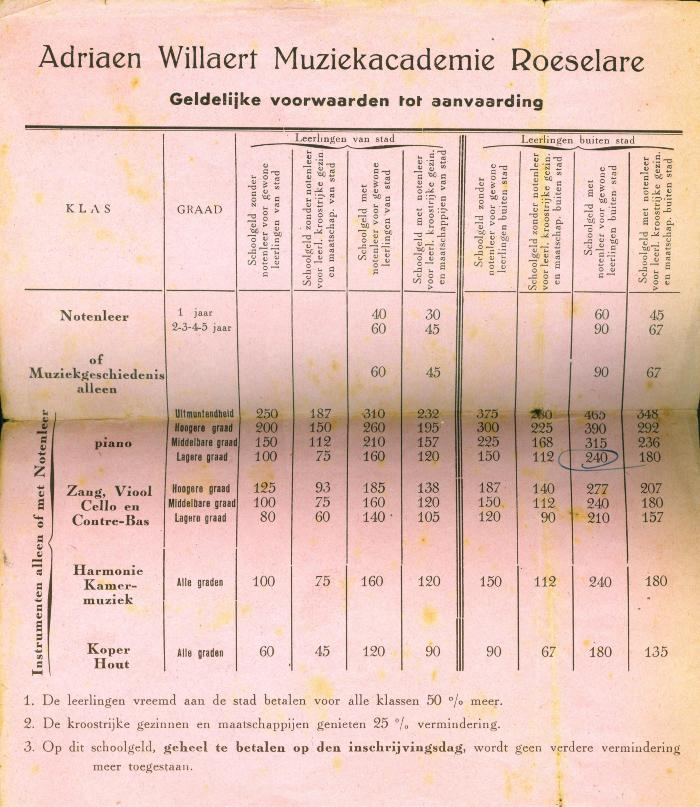 Adriaen Willaert Muziekacademie Roeselare
Geldelijke voorwaarden tot aanvaarding
Leerlingen van stad Leerlingen buiten stad
KLAS
GRAAD
Schoolgeld zonder
notenleer voor gewone
leerlingen van stad
Schoolgeld zonder notenleer
voor leerl. kroostrijke gezin.
en maatschap. van stad
Schoolgeld met
notenleer voor gewone
leerlingen van stad
Schoolgeld met notenleer
voor leerl. kroostrijke gezin.
en maatschappijen van stad
Schoolgeld zonder
notenleer voor gewone
leerlingen buiten stad
Schoolgeld zonder notenleer
voor leerl. kroostrijke gezin.
en maatschap. buiten stad
Schoolgeld met
notenleer voor gewone
leerlingen buiten stad
Schoolgeld met notenleer
voor leerl. kroostrijke gezin.
en maatschap. buiten stad
Notenleer 1 jaar 40 30 60 45
2-3-4-5 jaar 60 45 90 67
of
Muziekgeschiedenis 60 45 90 67
alleen
Instrumenten alleen of met Notenleer
Uitmuntendheid 250 187 310 232 375 280 465 348
Hoogere graad 200 150 260 195 300 225 390 292
piano Middelbare graad 150 112 210 157 225 168 315 236
Lagere graad 100 75 160 120 150 112 240 180
Zang, Viool Hoogere graad 125 93 185 138 187 140 277 207
Cello en Middelbare graad 100 75 160 120 150 112 240 180
Contre-Bas Lagere graad 80 60 140 105 120 90 210 157
Harmonie
Kamer- Alle graden 100 75 160 120 150 112 240 180
muziek
Koper Alle graden 60 45 120 90 90 67 180 135
Hout
1. De leerlingen vreemd aan de stad betalen voor alle klassen 50 % meer.
2. De kroostrijke gezinnen en maatschappijen genieten 25 % vermindering.
3. Op dit schoolgeld, geheel te betalen op den inschrijvingsdag, wordt geen verdere vermindering
meer toegestaan.